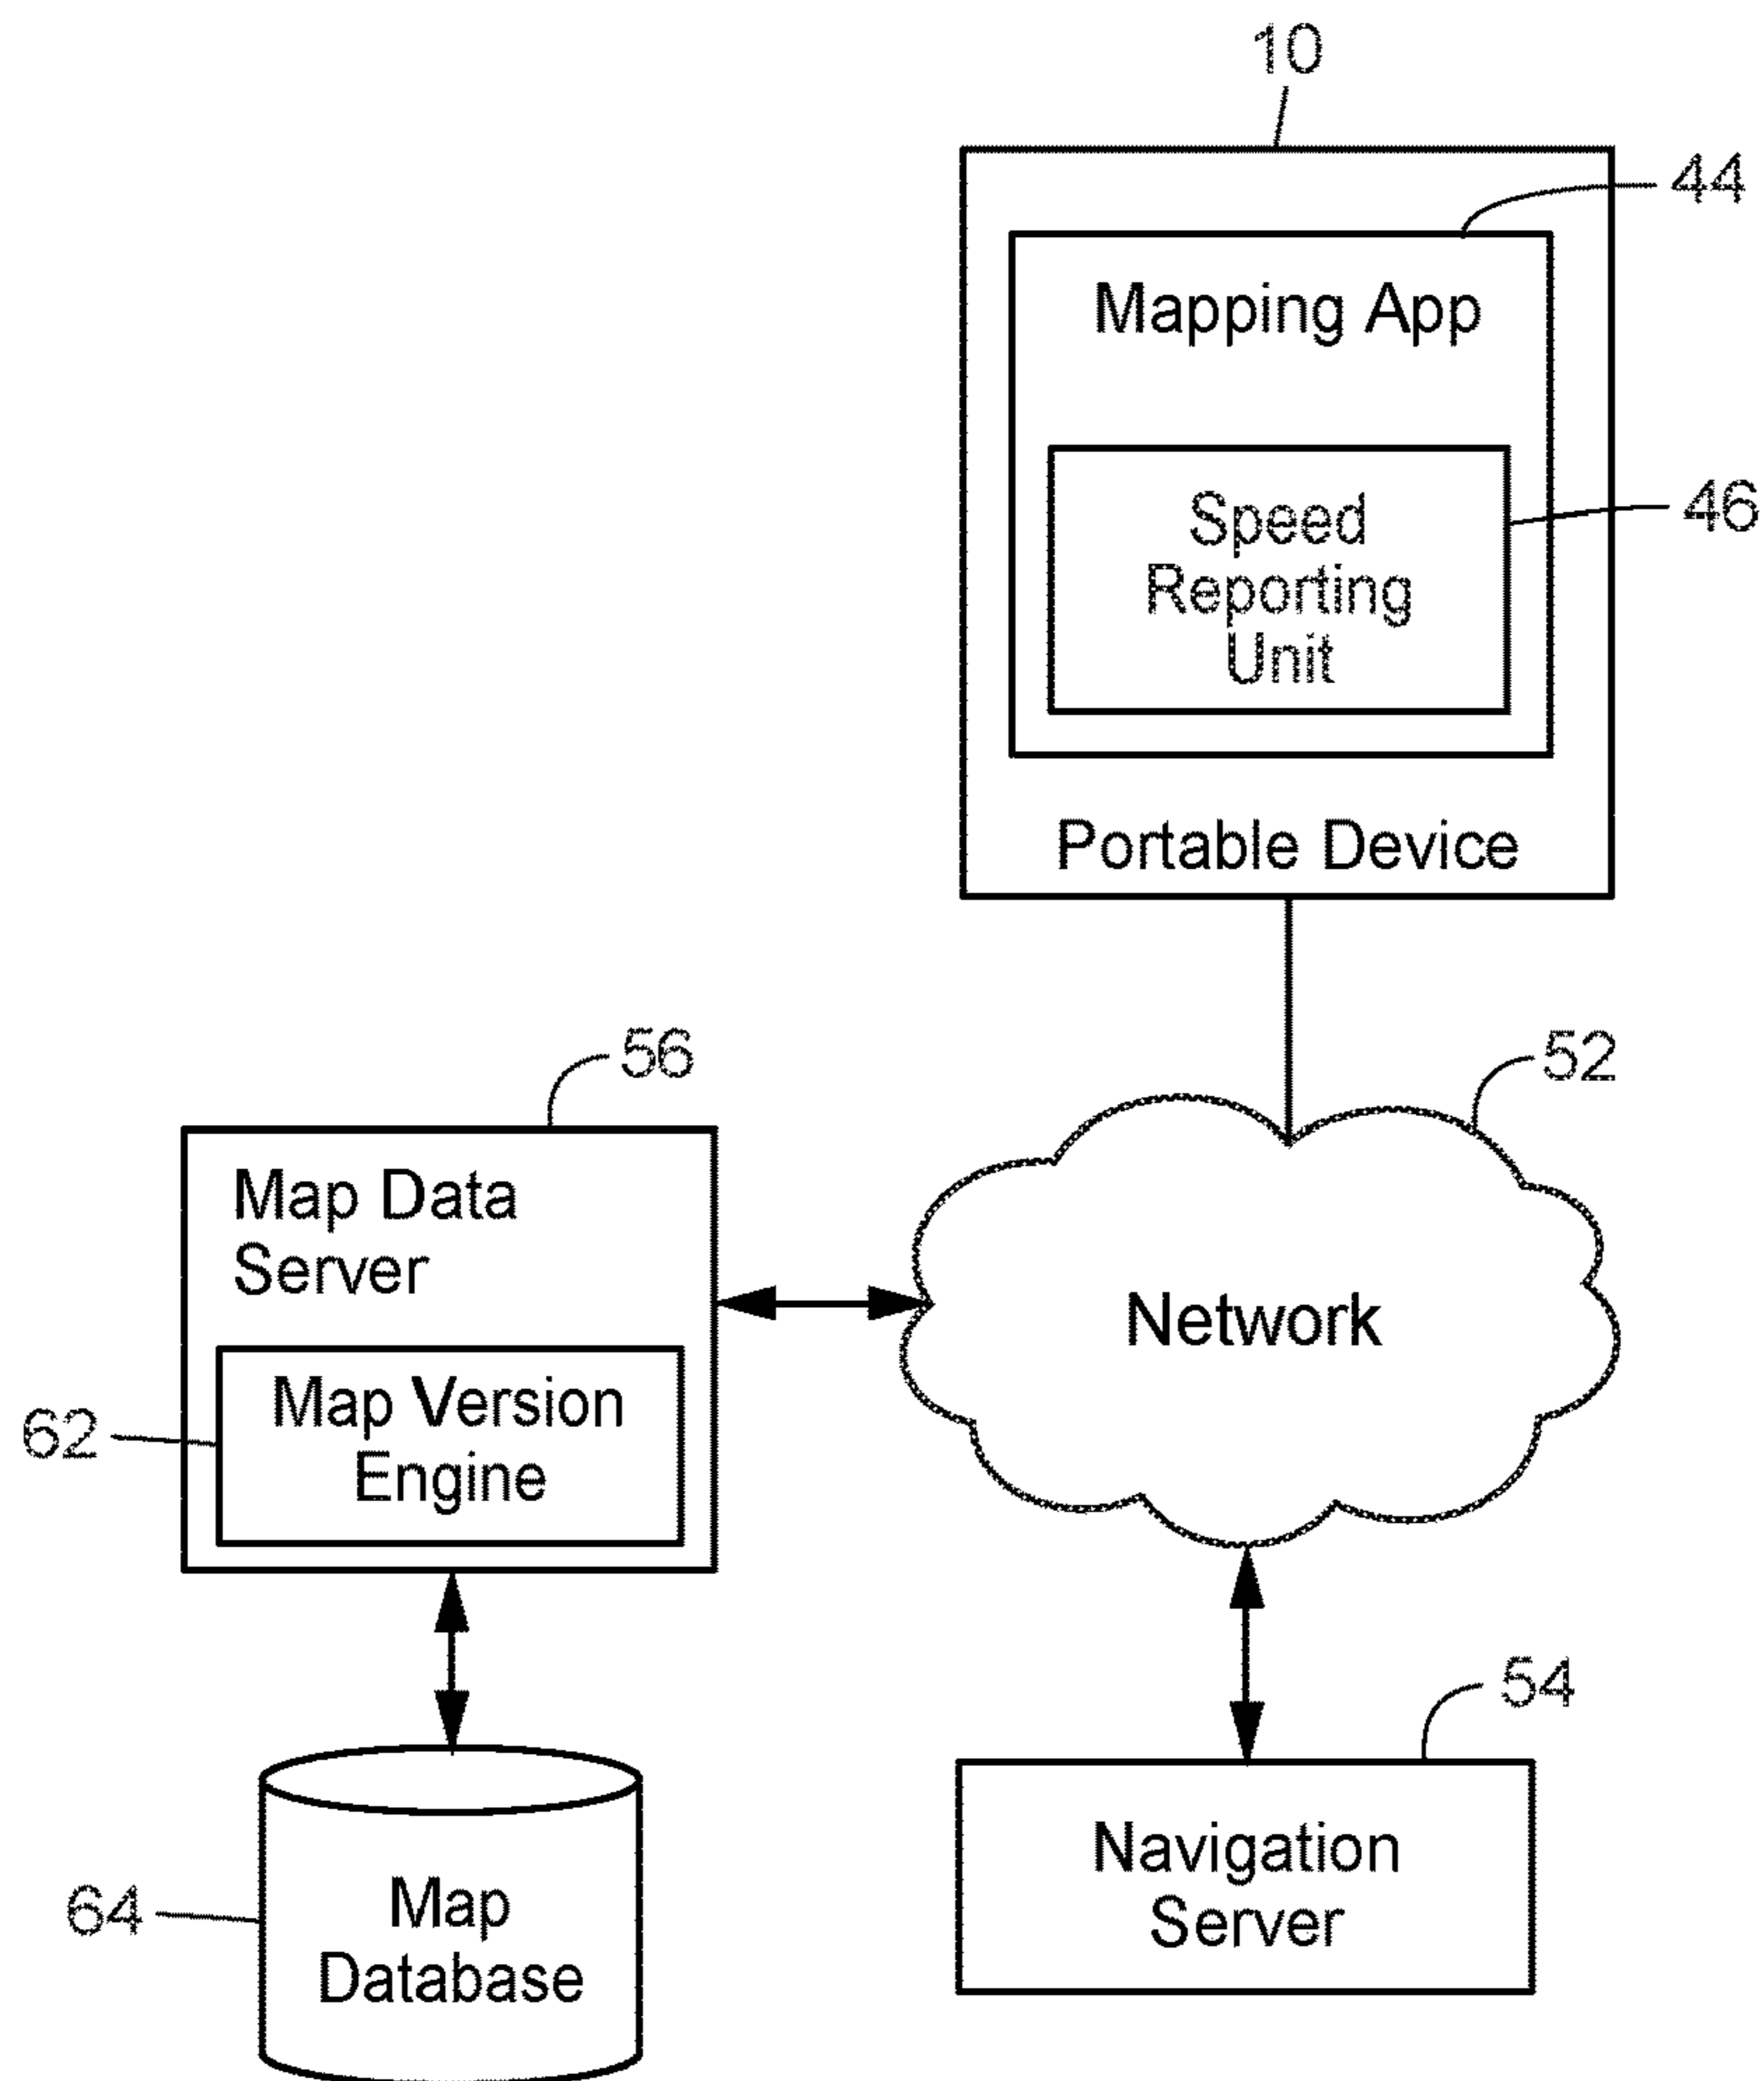 10
44
Mapping App
46
Speed
Reporting
Unit
Portable Device
56
52
Map Data
Server
Network
62
Map Version
Engine
54
64
Map
Database
Navigation
Server